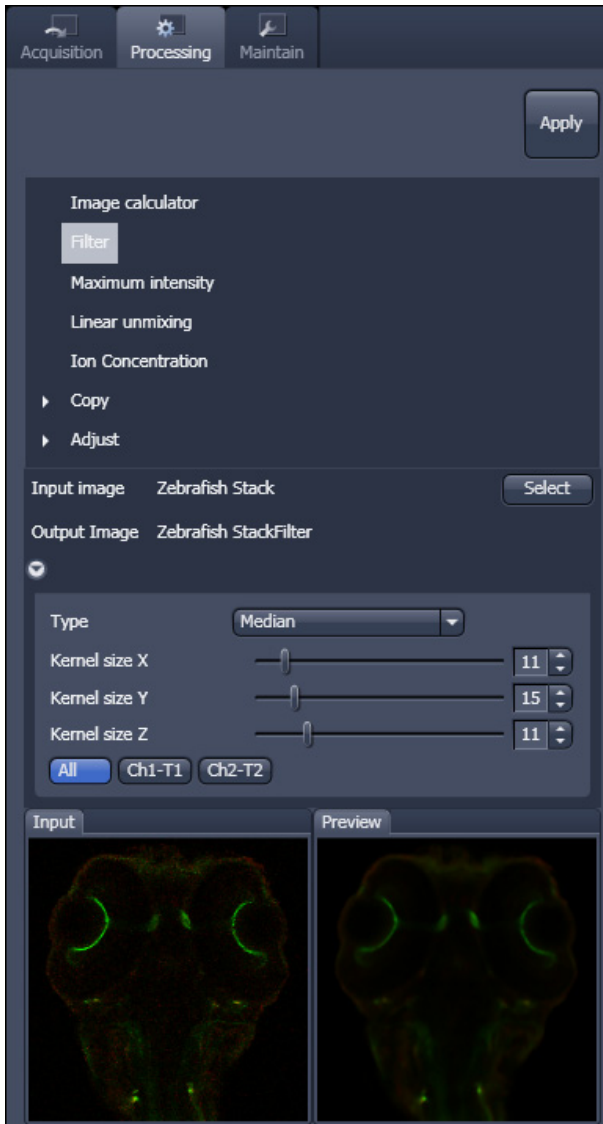 Acquisition Processing Maintain
Apply
Image calculator
Filter
Maximum intensity
Linear unmixing
Ion Concentration
Copy
Adjust
Input image Zebrafish Stack Select
Output Image Zebrafish StackFilter
Type Median
Kernel size X 11
Kernel size Y 15
Kernel size Z 11
All Ch1-T1 Ch2-T2
Input Preview